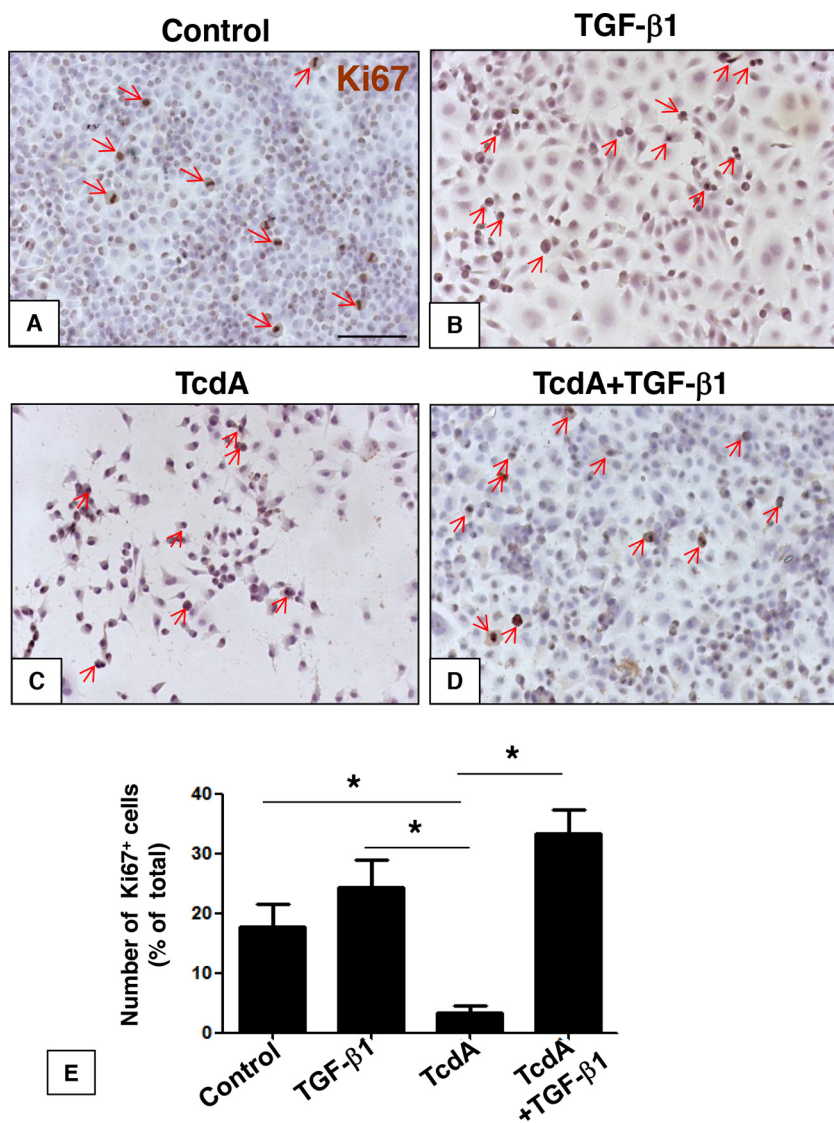 Control
TGF-β1
Ki67
A
B
TcdA
TcdA+TGF-β1
C
D
*
*
*
Number of Ki67⁺ cells
(% of total)
40
30
20
10
0
Control
TGF-β1
TcdA
TcdA
+TGF-β1
E